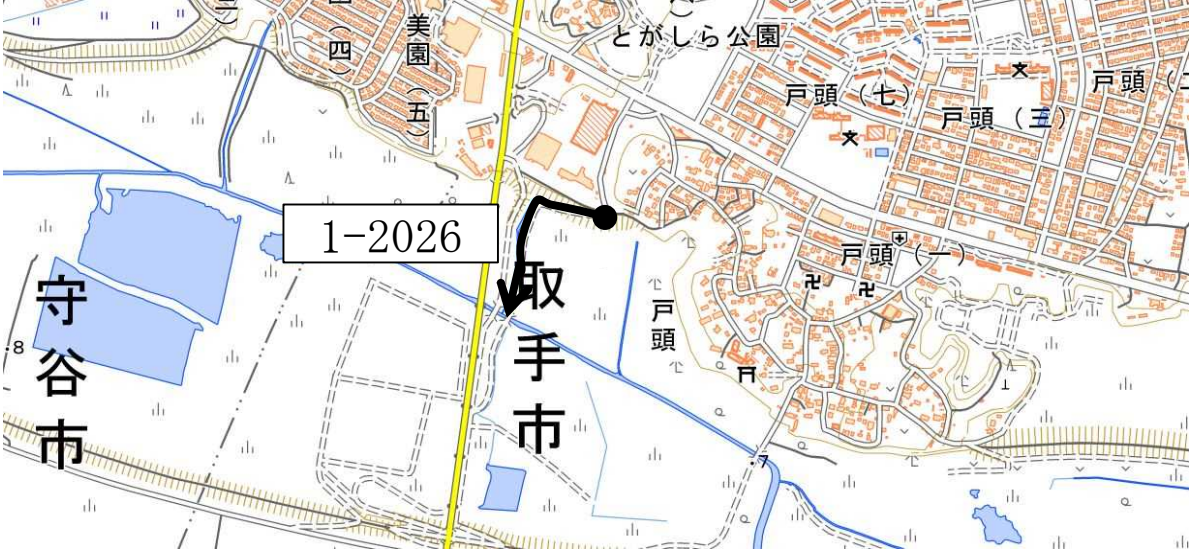 とがしら公園
美園(五)
(四)
戸頭(七)
戸頭(三)
戸頭(二
1-2026
戸頭(一)
守谷市
取手市
戸頭
.8
.7